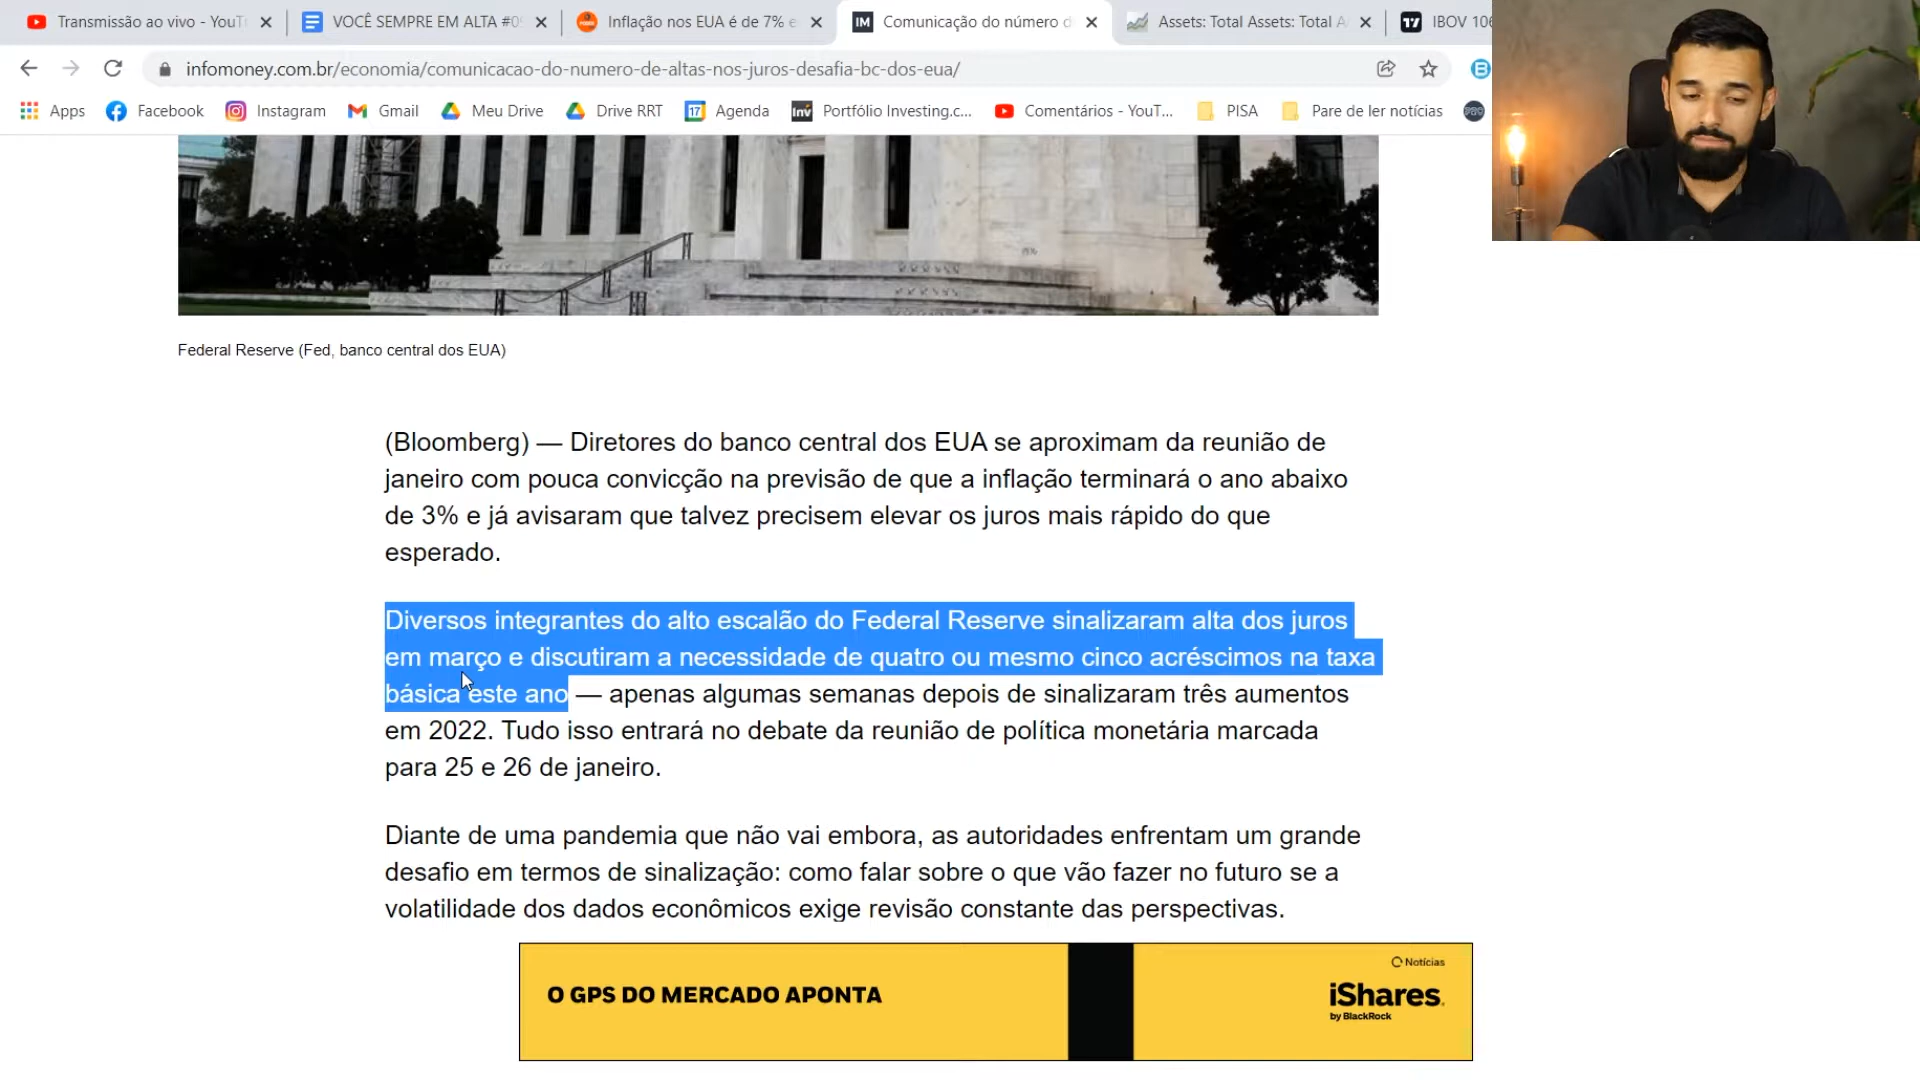 Transmissão ao vivo - YouT
VOCÊ SEMPRE EM ALTA #0
Inflação nos EUA é de 7% e
IM
Comunicação do número d
Assets: Total Assets: Total A
IBOV 106
infomoney.com.br/economia/comunicacao-do-numero-de-altas-nos-juros-desafia-bc-dos-eua/
Apps
Facebook
Instagram
Gmail
Meu Drive
Drive RRT
17
Agenda
Inv
Portfólio Investing.c...
Comentários - YouT...
PISA
Pare de ler notícias
Federal Reserve (Fed, banco central dos EUA)
(Bloomberg) — Diretores do banco central dos EUA se aproximam da reunião de
janeiro com pouca convicção na previsão de que a inflação terminará o ano abaixo
de 3% e já avisaram que talvez precisem elevar os juros mais rápido do que
esperado.
Diversos integrantes do alto escalão do Federal Reserve sinalizaram alta dos juros
em março e discutiram a necessidade de quatro ou mesmo cinco acréscimos na taxa
básica este ano — apenas algumas semanas depois de sinalizaram três aumentos
em 2022. Tudo isso entrará no debate da reunião de política monetária marcada
para 25 e 26 de janeiro.
Diante de uma pandemia que não vai embora, as autoridades enfrentam um grande
desafio em termos de sinalização: como falar sobre o que vão fazer no futuro se a
volatilidade dos dados econômicos exige revisão constante das perspectivas.
Notícias
O GPS DO MERCADO APONTA
iShares.
by BlackRock